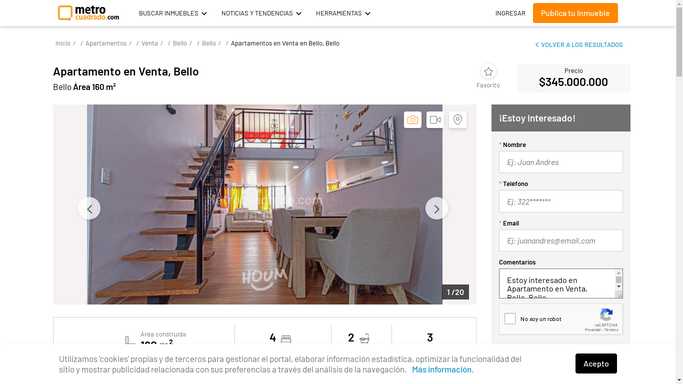 metro
cuadrado.com
BUSCAR INMUEBLES
NOTICIAS Y TENDENCIAS
HERRAMIENTAS
INGRESAR
Publica tu Inmueble
Inicio / / Apartamentos / / Venta / / Bello / / Bello / / Apartamentos en Venta en Bello, Bello
VOLVER A LOS RESULTADOS
Apartamento en Venta, Bello
Bello Área 160 m²
Favorito
Precio
$345.000.000
HOUM
1 / 20
¡Estoy Interesado!
* Nombre
Ej: Juan Andres
* Teléfono
Ej: 322*******
* Email
Ej: juanandres@email.com
Comentarios
Estoy interesado en
Apartamento en Venta,
Bello, Bello
No soy un robot
reCAPTCHA
Privacidad - Términos
Área construida
4
2
3
Utilizamos 'cookies' propias y de terceros para gestionar el portal, elaborar información estadística, optimizar la funcionalidad del
sitio y mostrar publicidad relacionada con sus preferencias a través del análisis de la navegación. Más información.
Acepto